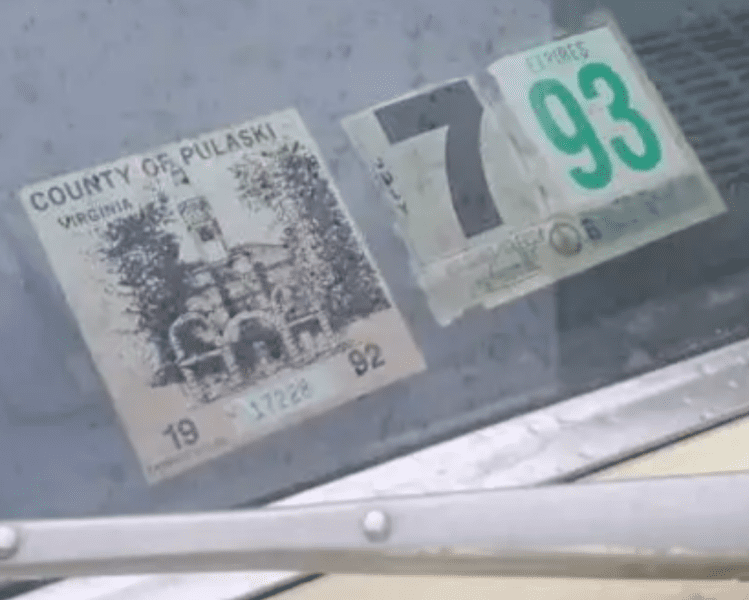 COUNTY OF PULASKI
VIRGINIA
19 17228 92
7
EXPIRES
93